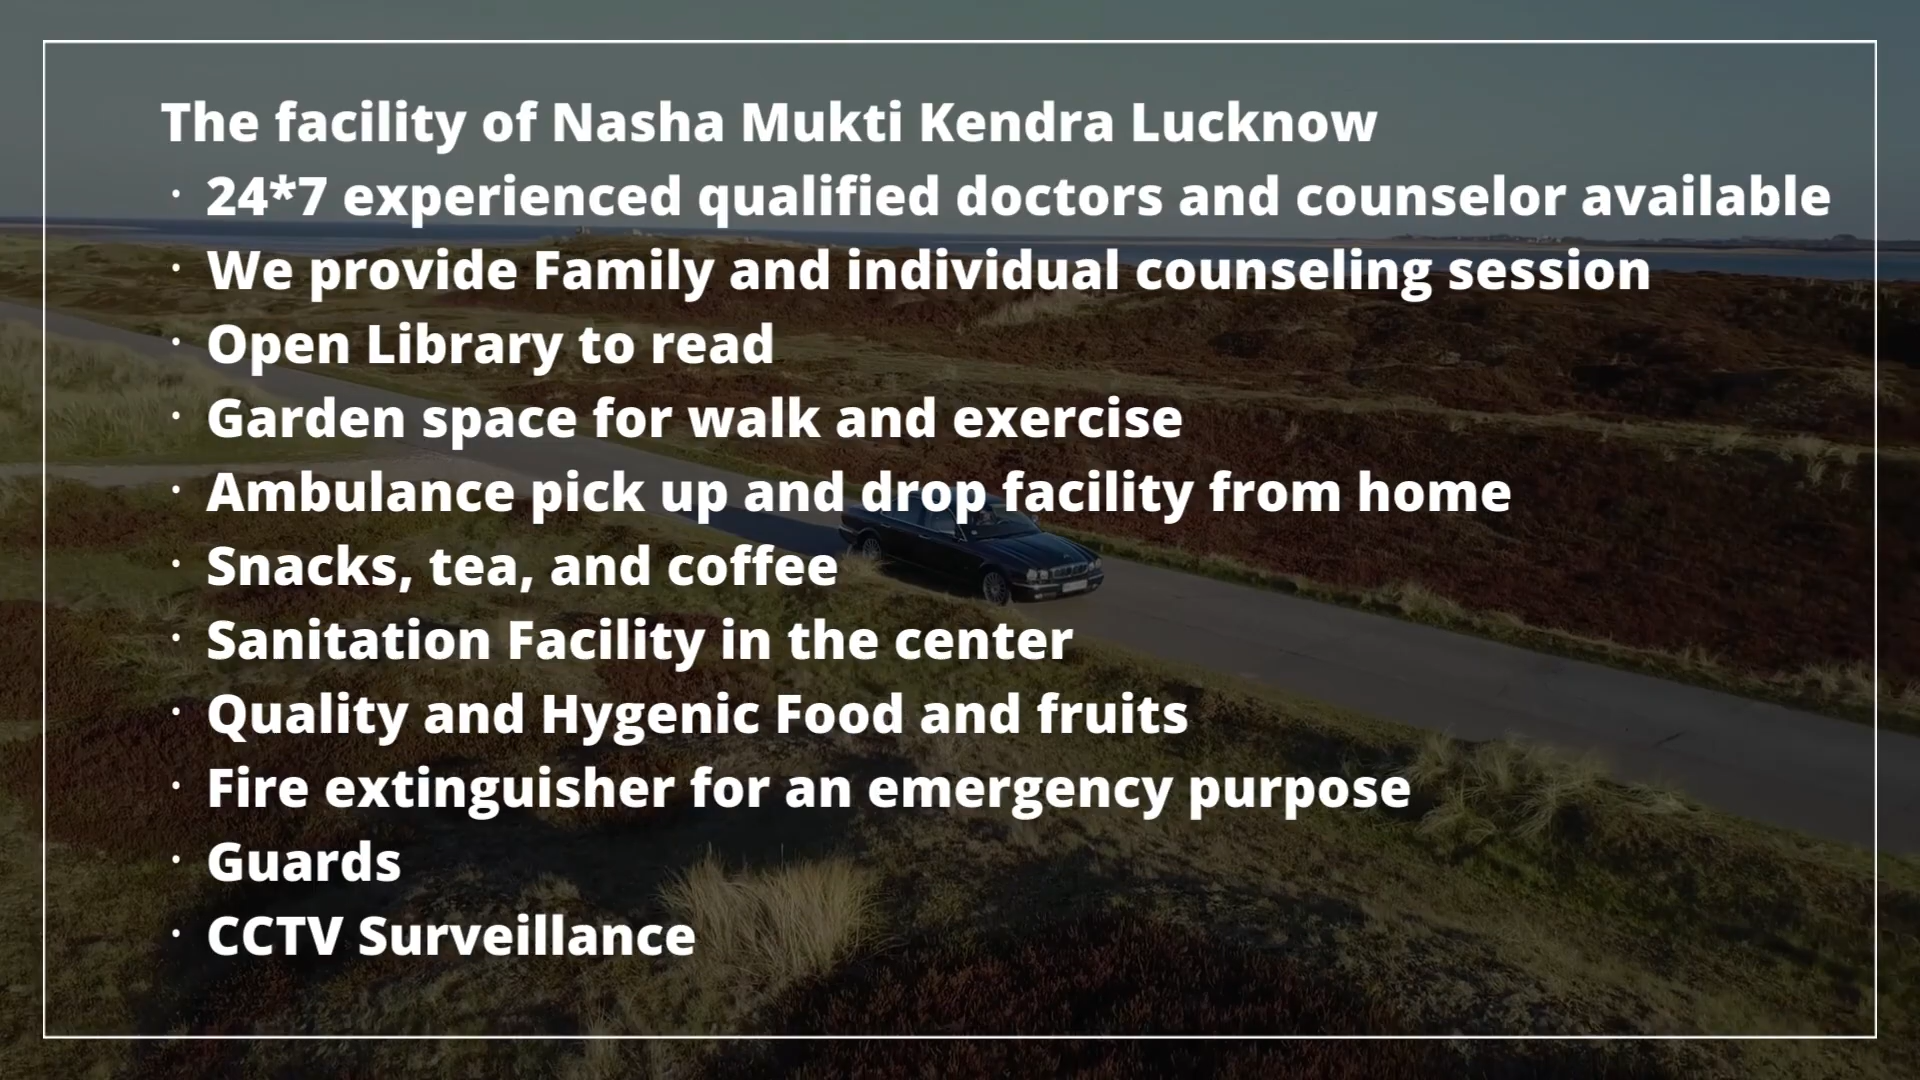 The facility of Nasha Mukti Kendra Lucknow
· 24*7 experienced qualified doctors and counselor available
· We provide Family and individual counseling session
· Open Library to read
· Garden space for walk and exercise
· Ambulance pick up and drop facility from home
· Snacks, tea, and coffee
· Sanitation Facility in the center
· Quality and Hygenic Food and fruits
· Fire extinguisher for an emergency purpose
· Guards
· CCTV Surveillance